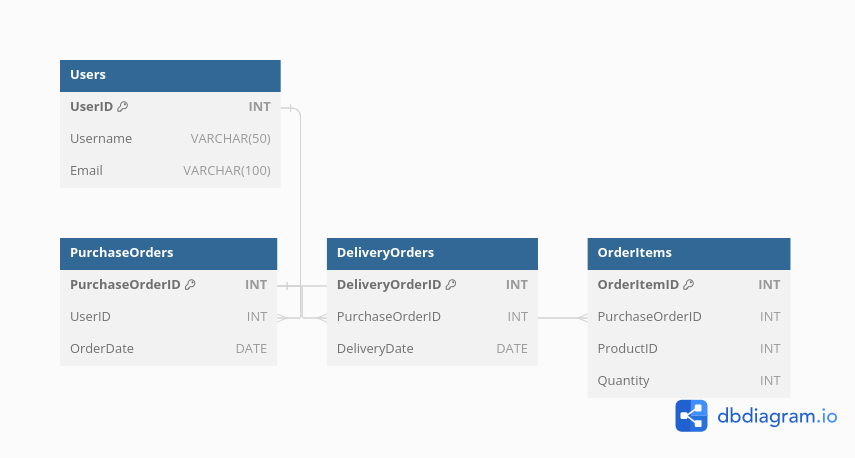 Users
UserID INT
Username VARCHAR(50)
Email VARCHAR(100)
PurchaseOrders
PurchaseOrderID INT
UserID INT
OrderDate DATE
DeliveryOrders
DeliveryOrderID INT
PurchaseOrderID INT
DeliveryDate DATE
OrderItems
OrderItemID INT
PurchaseOrderID INT
ProductID INT
Quantity INT
dbdiagram.io